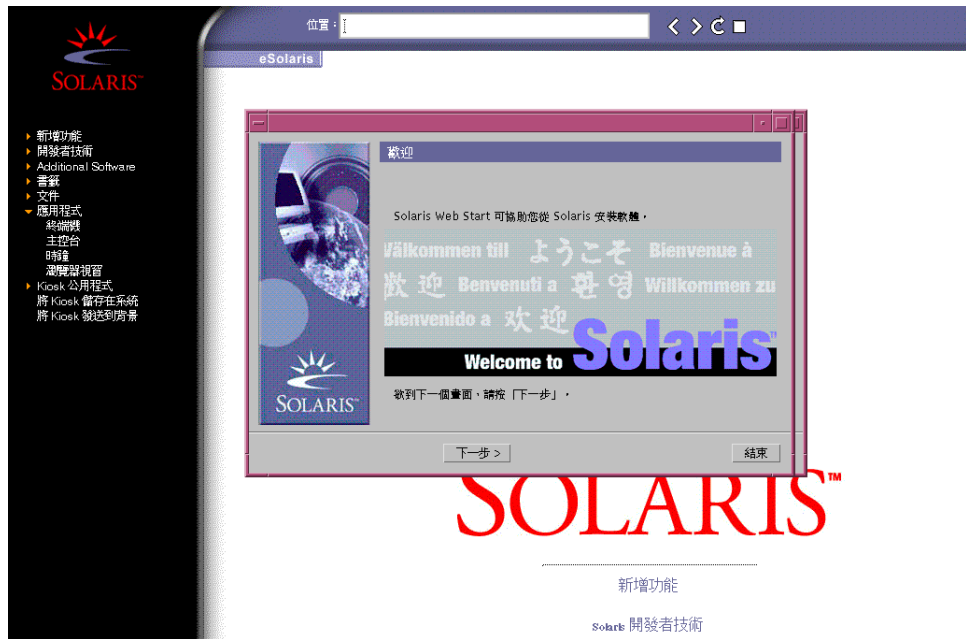 位置：
SOLARIS™
eSolaris
新增功能
開發者技術
Additional Software
書籤
文件
應用程式
終端機
主控台
時鐘
瀏覽器視窗
Kiosk 公用程式
將 Kiosk 儲存在系統
將 Kiosk 發送到背景
歡迎
Solaris Web Start 可協助您從 Solaris 安裝軟體，
Välkommen till ようこそ Bienvenue à
歡迎 Benvenuti a 환영 Willkommen zu
Bienvenido a 欢迎
Welcome to Solaris™
SOLARIS™
欲到下一個畫面，請按「下一步」，
下一步 >
結束
SOLARIS™
新增功能
Solaris 開發者技術